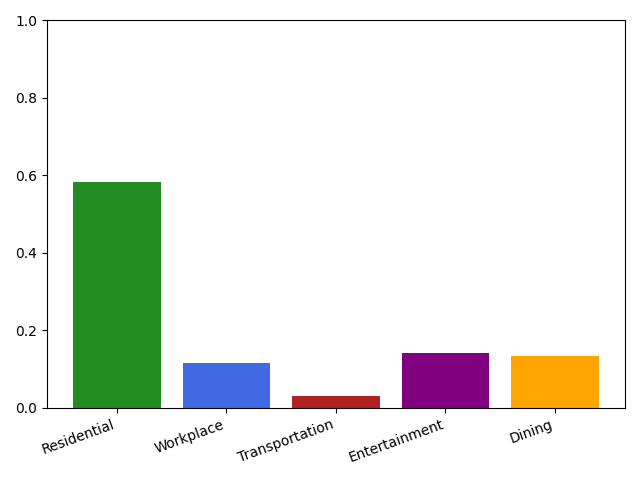 1.0
0.8
0.6
0.4
0.2
0.0
Residential
Workplace
Transportation
Entertainment
Dining